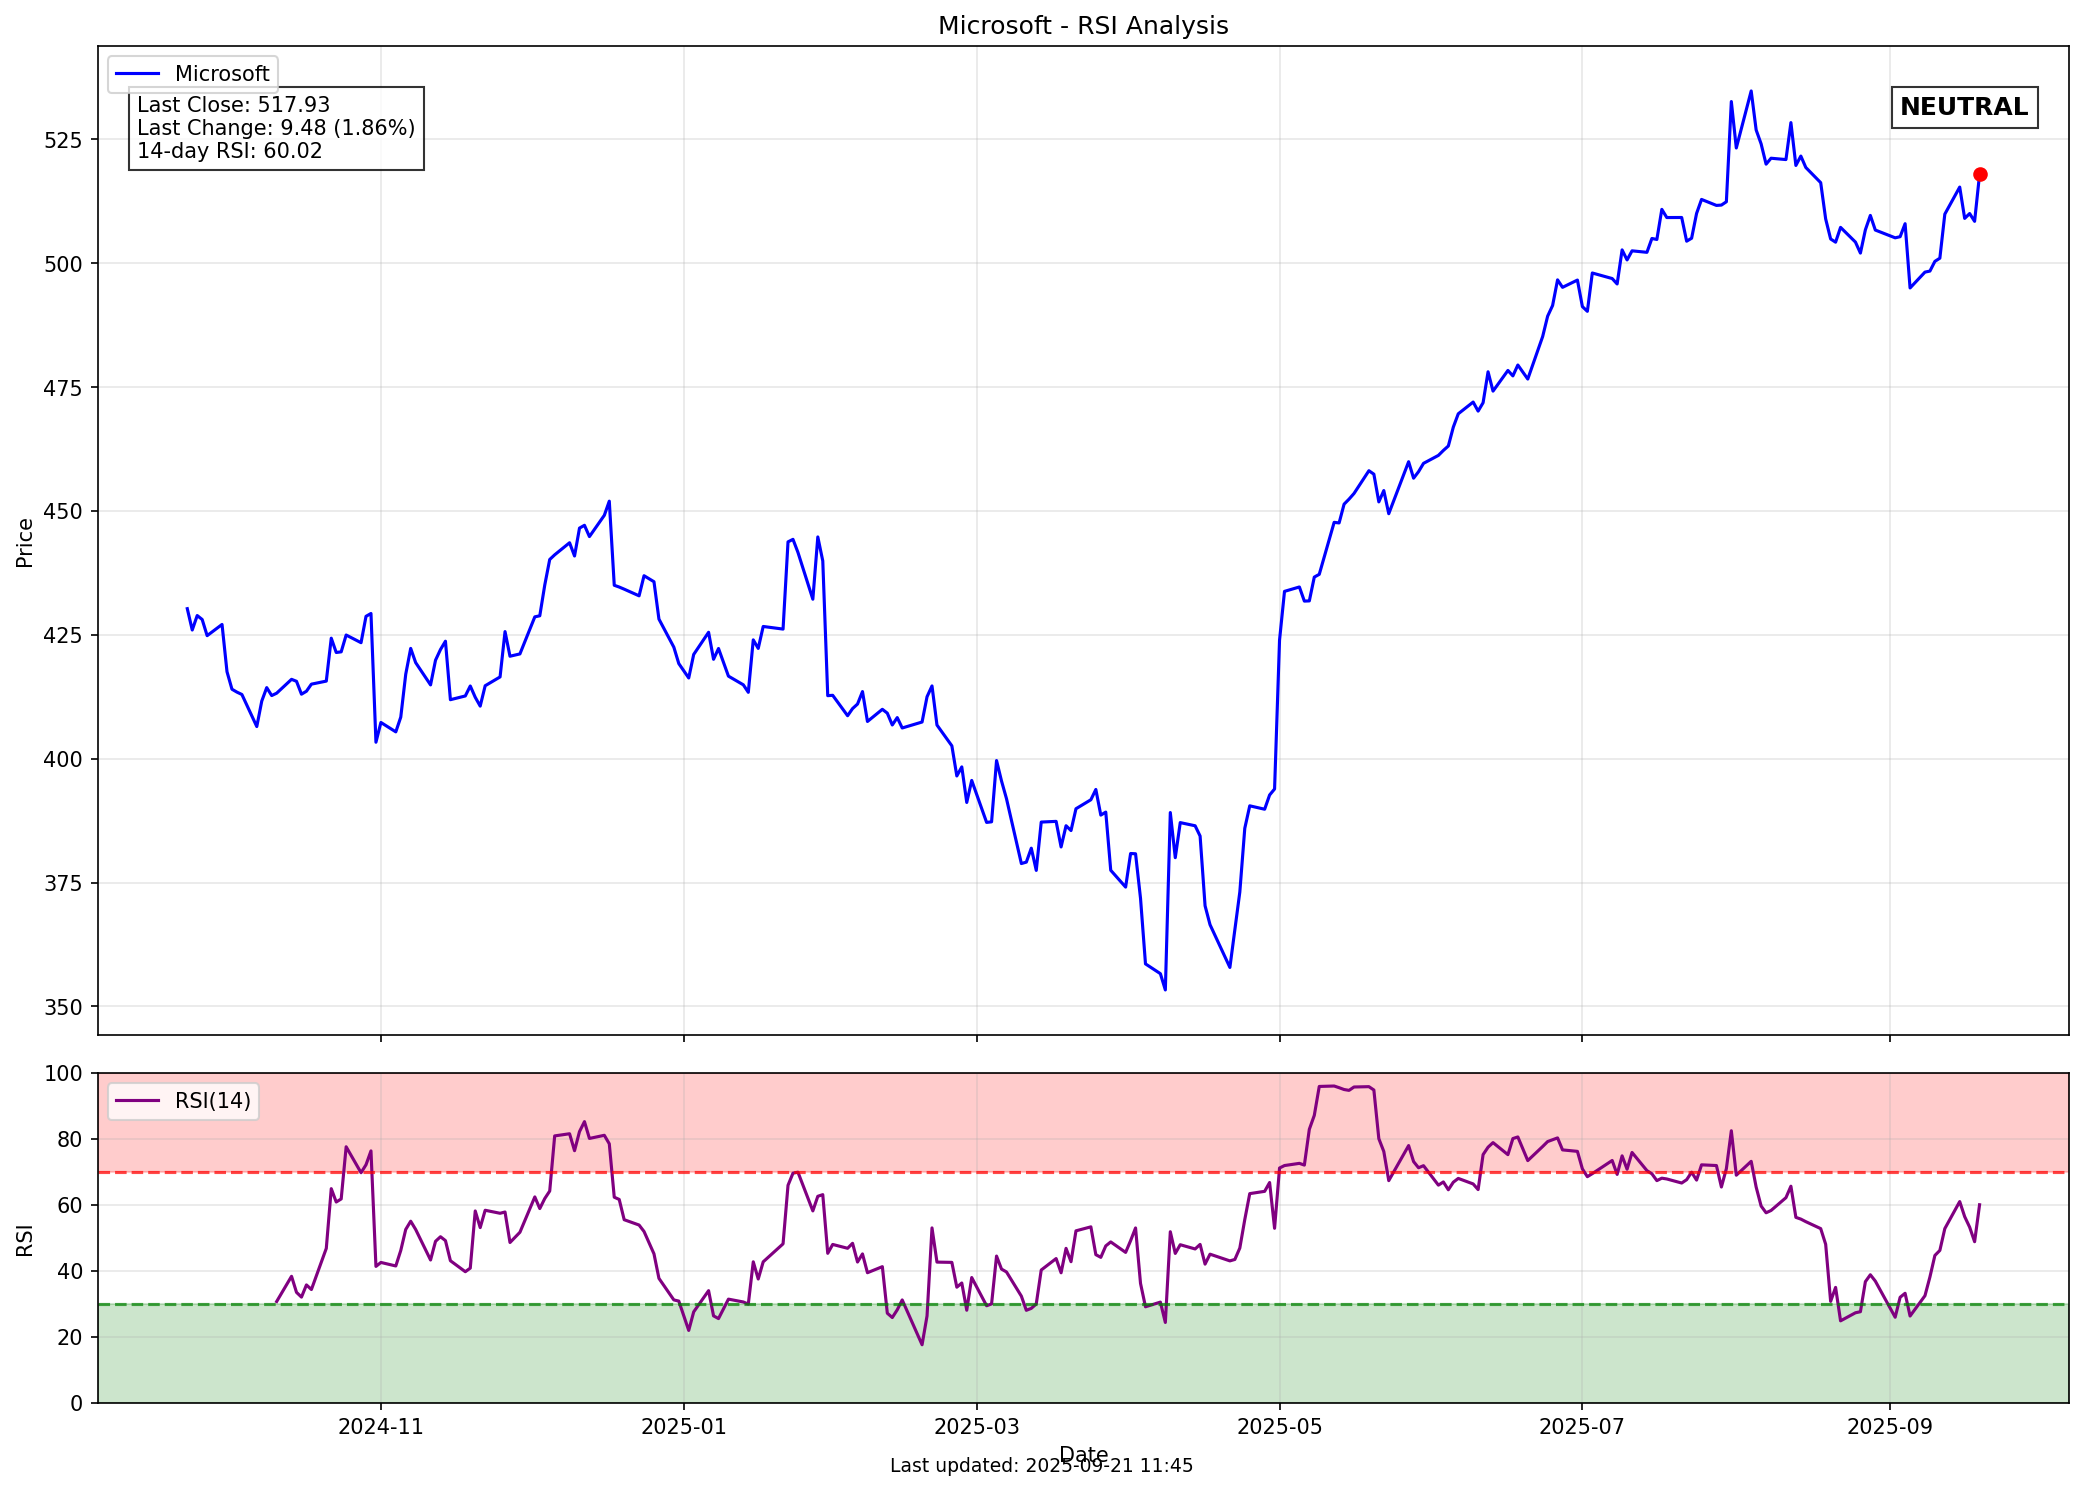 Microsoft - RSI Analysis
Microsoft
Last Close: 517.93
Last Change: 9.48 (1.86%)
14-day RSI: 60.02
NEUTRAL
Price
525
500
475
450
425
400
375
350
RSI(14)
RSI
100
80
60
40
20
0
2024-11
2025-01
2025-03
2025-05
2025-07
2025-09
Date
Last updated: 2025-09-21 11:45